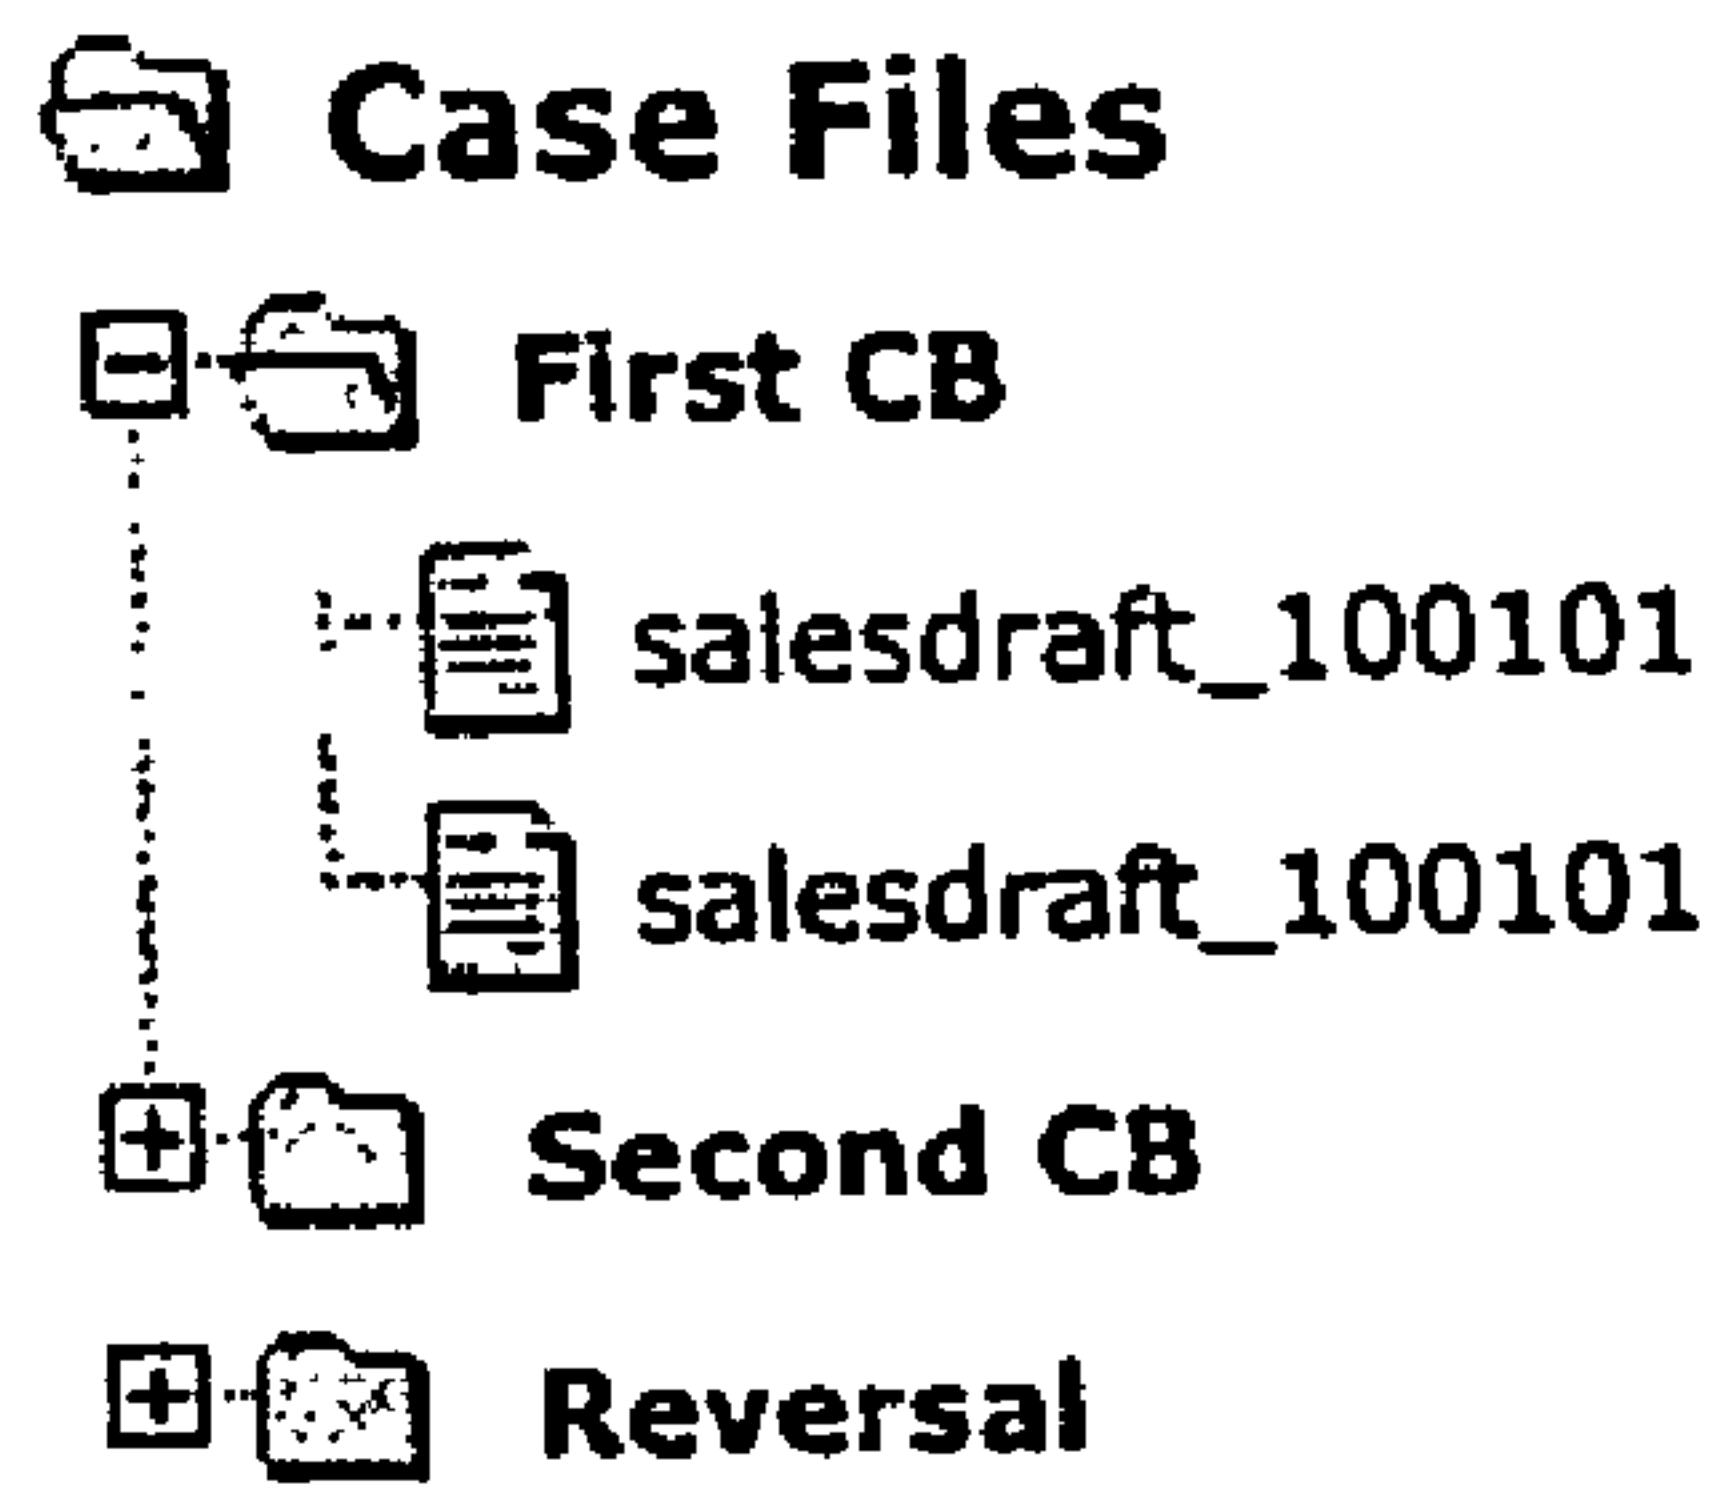 Case Files
First CB
salesdraft_100101
salesdraft_100101
Second CB
Reversal